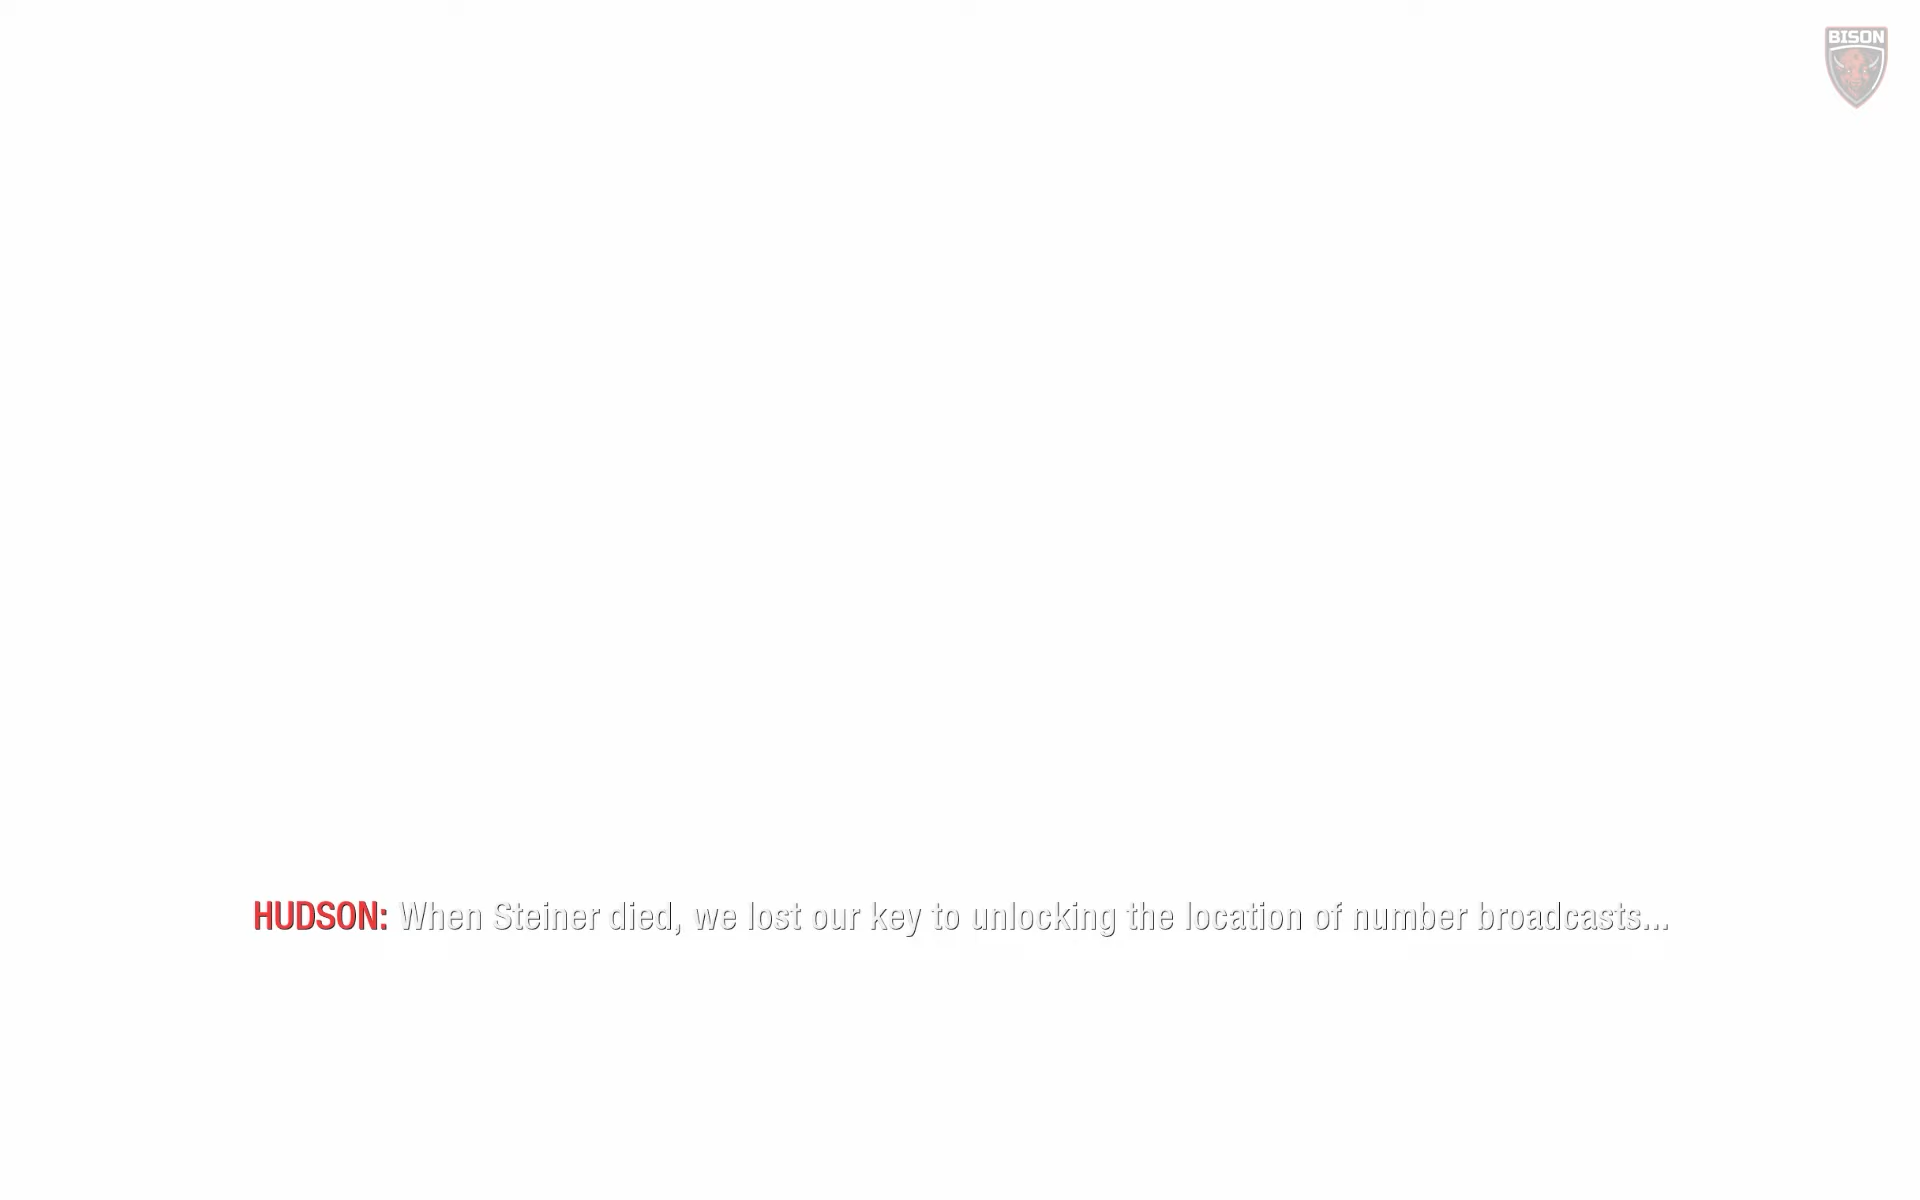 BISON
HUDSON: When Steiner died, we lost our key to unlocking the location of number broadcasts...